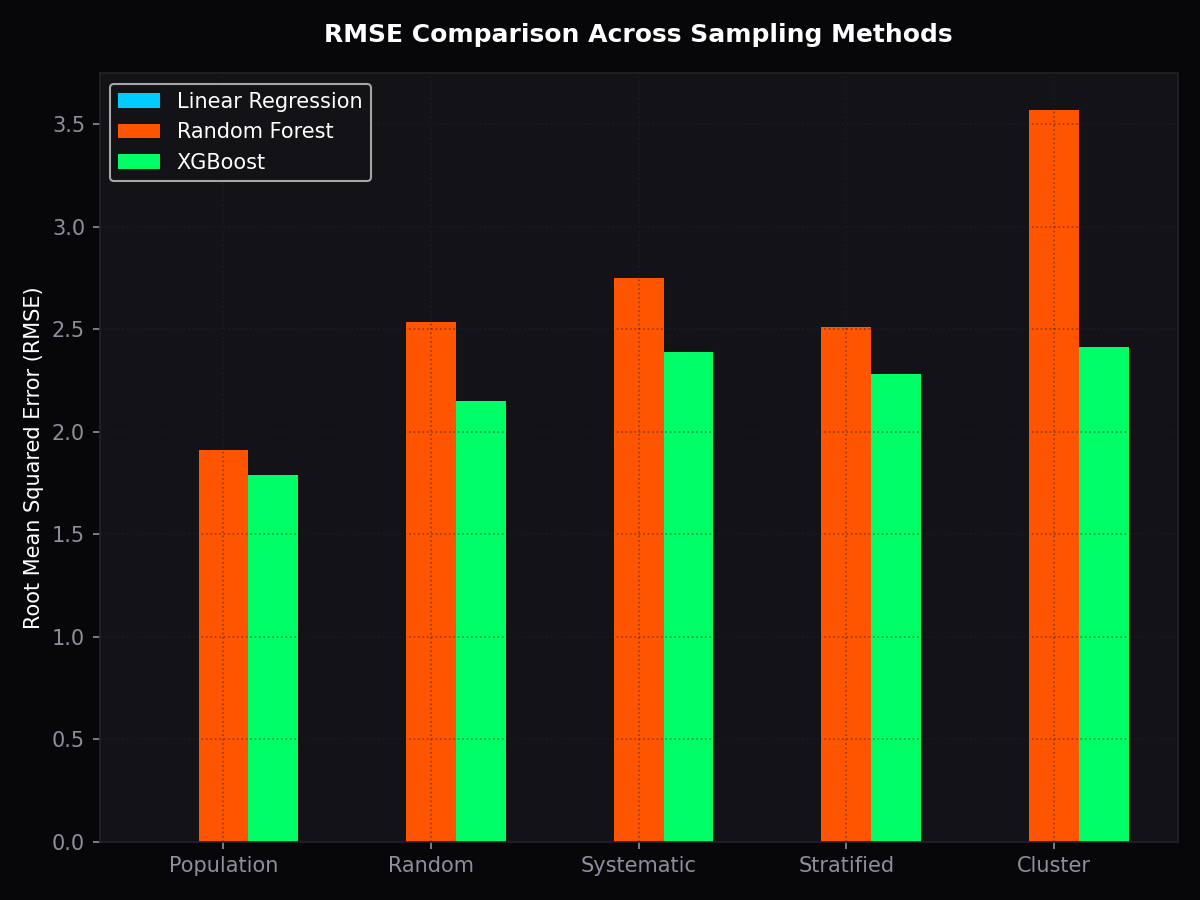 RMSE Comparison Across Sampling Methods
Linear Regression
Random Forest
XGBoost
Root Mean Squared Error (RMSE)
3.5
3.0
2.5
2.0
1.5
1.0
0.5
0.0
Population Random Systematic Stratified Cluster